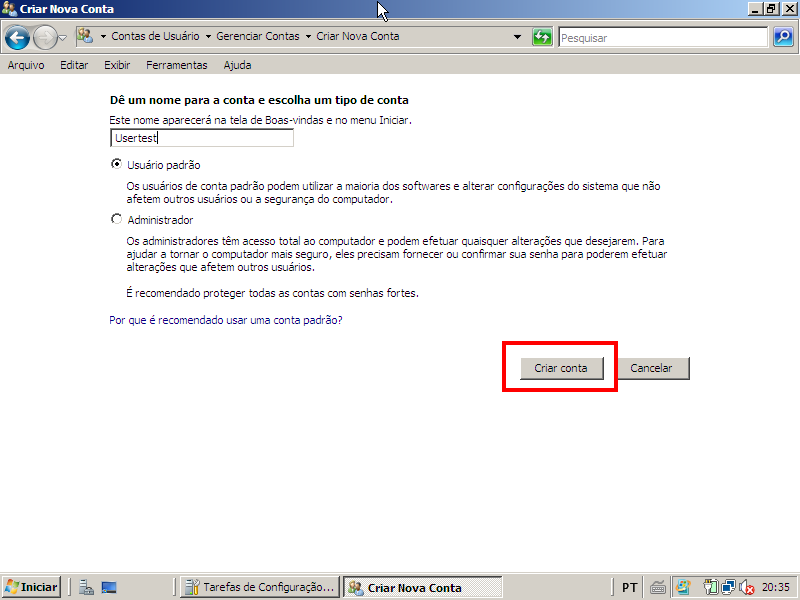 Criar Nova Conta
Contas de Usuário Gerenciar Contas Criar Nova Conta
Pesquisar
Arquivo Editar Exibir Ferramentas Ajuda
Dê um nome para a conta e escolha um tipo de conta
Este nome aparecerá na tela de Boas-vindas e no menu Iniciar.
Usertest
Usuário padrão
Os usuários de conta padrão podem utilizar a maioria dos softwares e alterar configurações do sistema que não
afetem outros usuários ou a segurança do computador.
Administrador
Os administradores têm acesso total ao computador e podem efetuar quaisquer alterações que desejarem. Para
ajudar a tornar o computador mais seguro, eles precisam fornecer ou confirmar sua senha para poderem efetuar
alterações que afetem outros usuários.
É recomendado proteger todas as contas com senhas fortes.
Por que é recomendado usar uma conta padrão?
Criar conta Cancelar
Iniciar Tarefas de Configuração... Criar Nova Conta PT 20:35